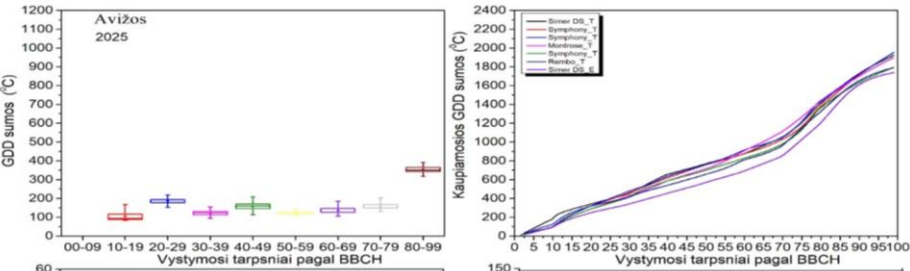 Avižos
2025
GDD sumos (⁰C)
1200
1100
1000
900
800
700
600
500
400
300
200
100
0
00-09 10-19 20-29 30-39 40-49 50-59 60-69 70-79 80-99
Vystymosi tarpsniai pagal BBCH
60
Kaupiamosios GDD sumos (⁰C)
2400
2200
2000
1800
1600
1400
1200
1000
800
600
400
200
0
Simer DS_T
Symphony_T
Symphony_T
Montrose_T
Symphony_T
Rambo_T
Simer DS_E
0 5 10 15 20 25 30 35 40 45 50 55 60 65 70 75 80 85 90 95100
Vystymosi tarpsniai pagal BBCH
150